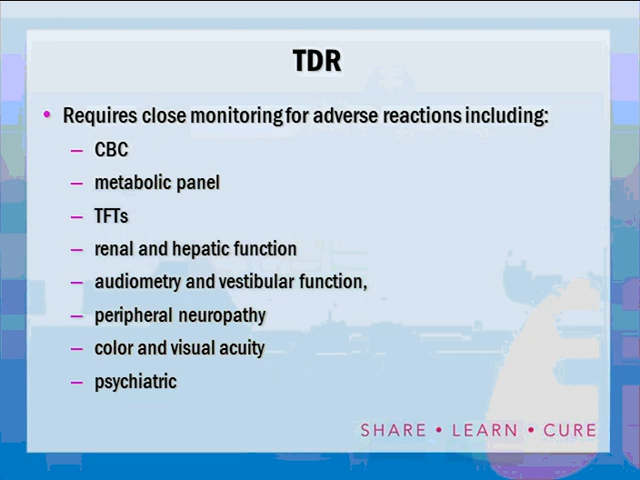 TDR
• Requires close monitoring for adverse reactions including:
– CBC
– metabolic panel
– TFTs
– renal and hepatic function
– audiometry and vestibular function,
– peripheral neuropathy
– color and visual acuity
– psychiatric
SHARE • LEARN • CURE